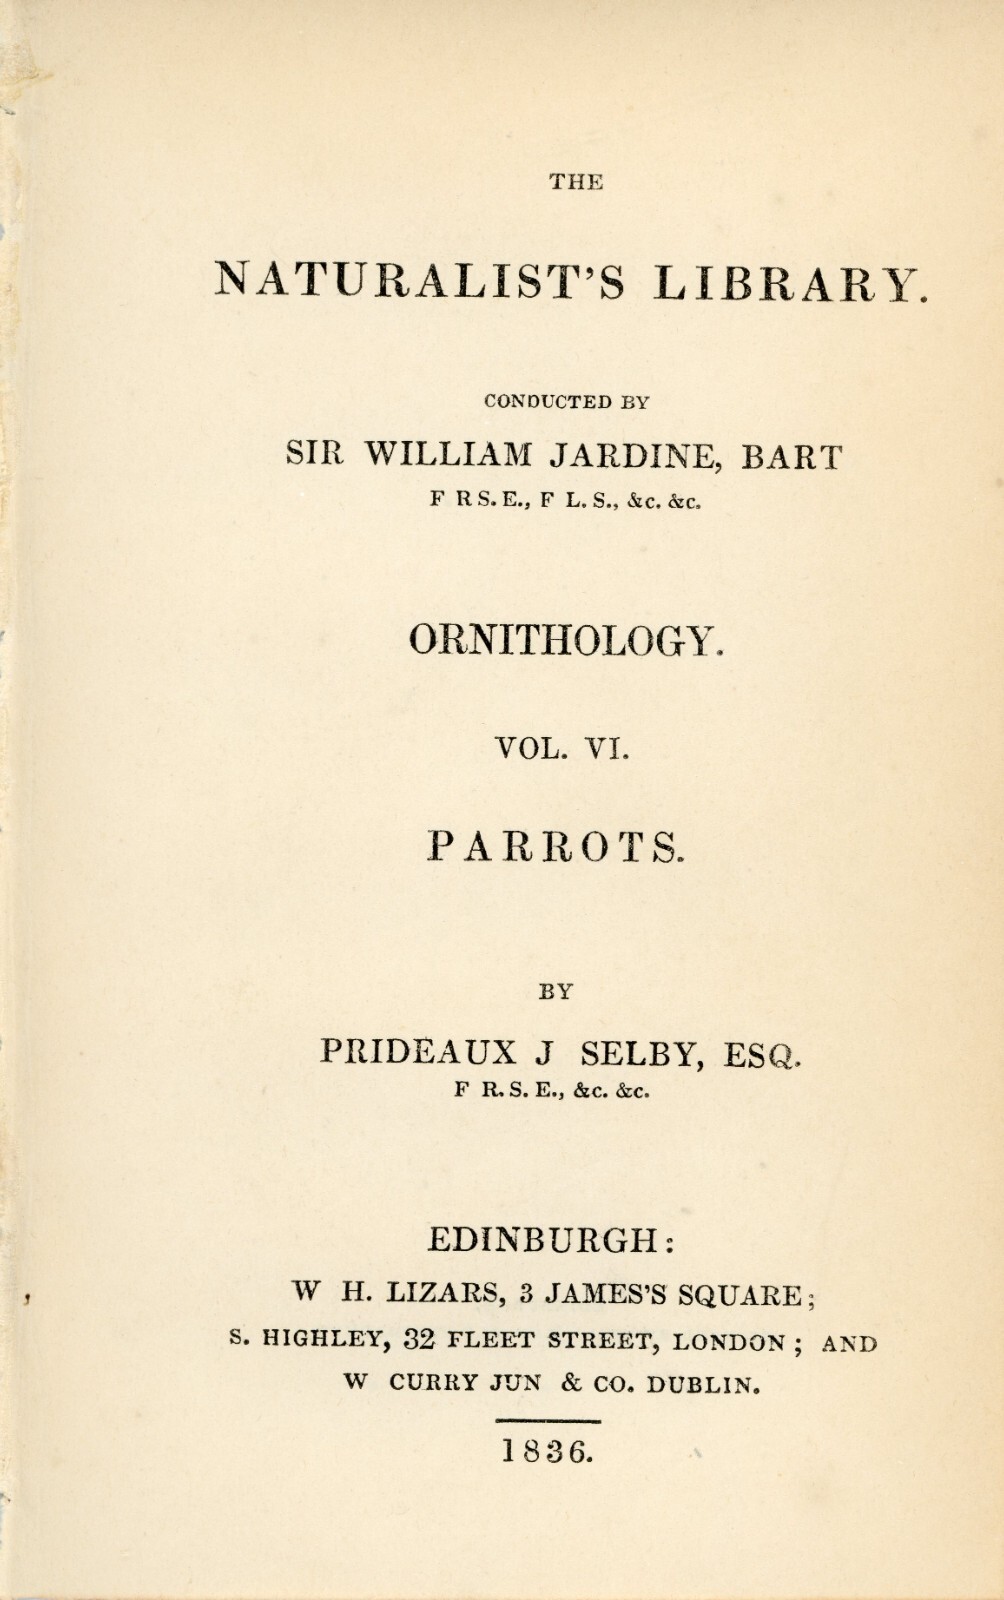 THE
NATURALIST'S LIBRARY.
CONDUCTED BY
SIR WILLIAM JARDINE, BART
F R S. E., F L. S., &c. &c.
ORNITHOLOGY.
VOL. VI.
PARROTS.
BY
PRIDEAUX J SELBY, ESQ.
F R. S. E., &c. &c.
EDINBURGH:
W H. LIZARS, 3 JAMES'S SQUARE;
S. HIGHLEY, 32 FLEET STREET, LONDON; AND
W CURRY JUN & CO. DUBLIN.
1836.